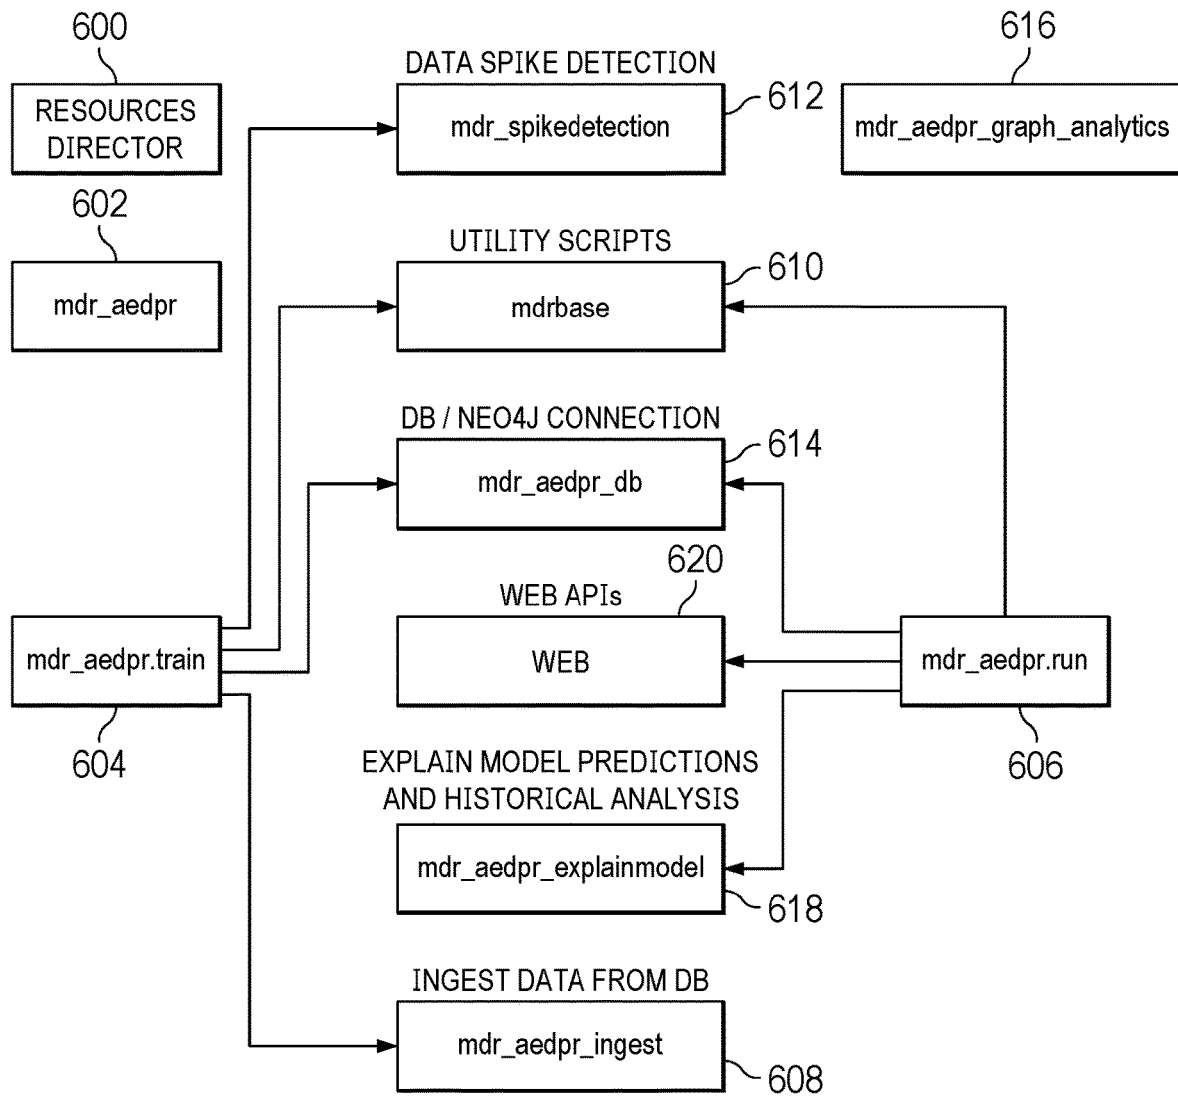 600
RESOURCES
DIRECTOR
602
mdr_aedpr
DATA SPIKE DETECTION
612
mdr_spikedetection
616
mdr_aedpr_graph_analytics
UTILITY SCRIPTS
610
mdrbase
DB / NEO4J CONNECTION
614
mdr_aedpr_db
620
WEB APIs
WEB
mdr_aedpr.train
604
mdr_aedpr.run
606
EXPLAIN MODEL PREDICTIONS
AND HISTORICAL ANALYSIS
mdr_aedpr_explainmodel
618
INGEST DATA FROM DB
mdr_aedpr_ingest
608